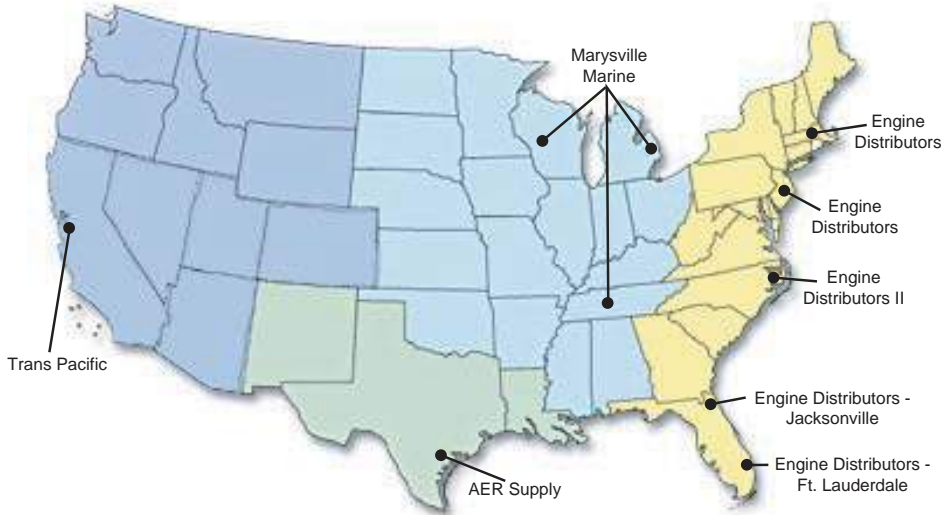 Marysville
Marine
Engine
Distributors
Engine
Distributors
Engine
Distributors II
Trans Pacific
Engine Distributors -
Jacksonville
Engine Distributors -
Ft. Lauderdale
AER Supply